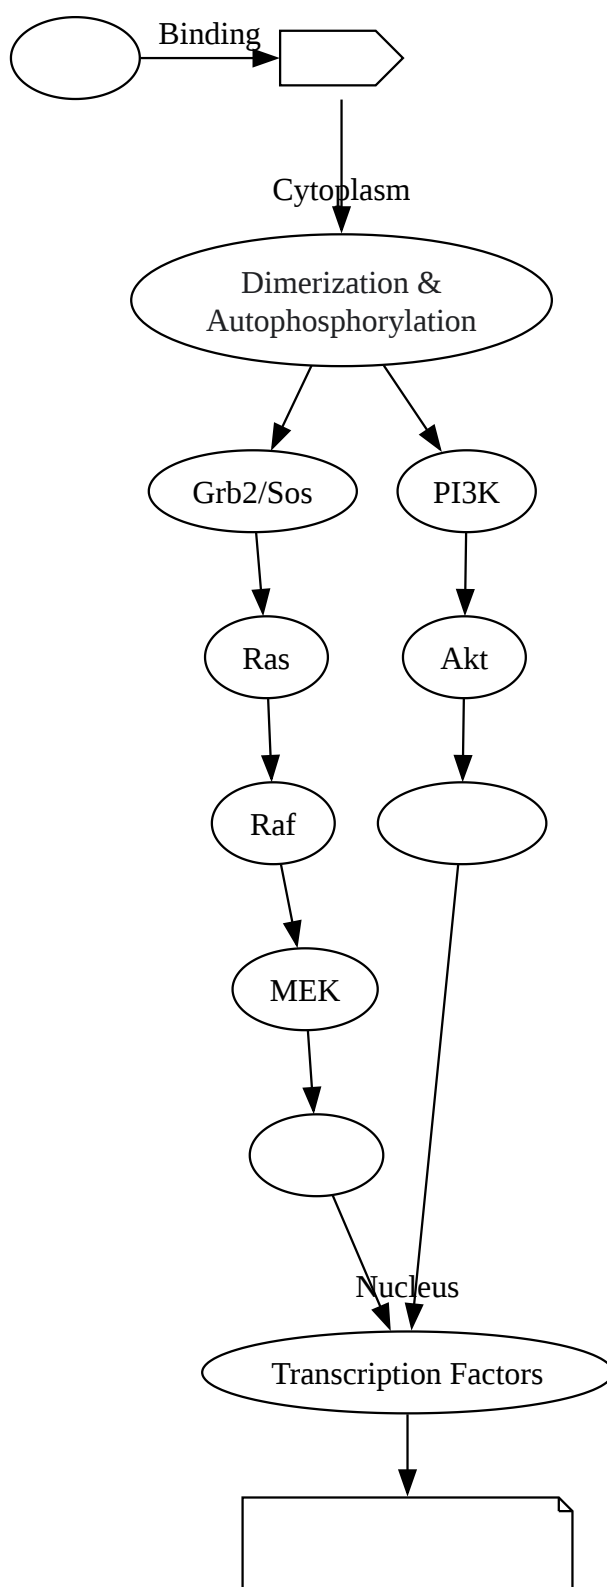 Binding
Cytoplasm
Dimerization &
Autophosphorylation
Grb2/Sos
PI3K
Ras
Akt
Raf
MEK
Nucleus
Transcription Factors